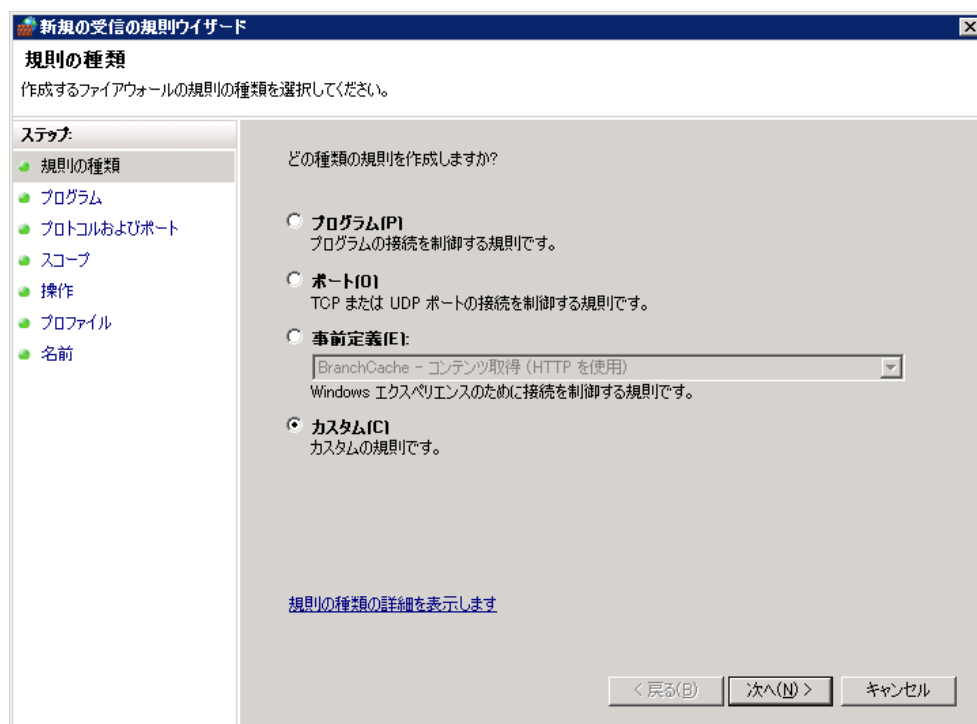 新規の受信の規則ウィザード
規則の種類
作成するファイアウォールの規則の種類を選択してください。
ステップ:
規則の種類
プログラム
プロトコルおよびポート
スコープ
操作
プロファイル
名前
どの種類の規則を作成しますか?
プログラム(P)
プログラムの接続を制御する規則です。
ポート(O)
TCP または UDP ポートの接続を制御する規則です。
事前定義(E):
BranchCache - コンテンツ取得 (HTTP を使用)
Windows エクスペリエンスのために接続を制御する規則です。
カスタム(C)
カスタムの規則です。
規則の種類の詳細を表示します
< 戻る(B)
次へ(N) >
キャンセル